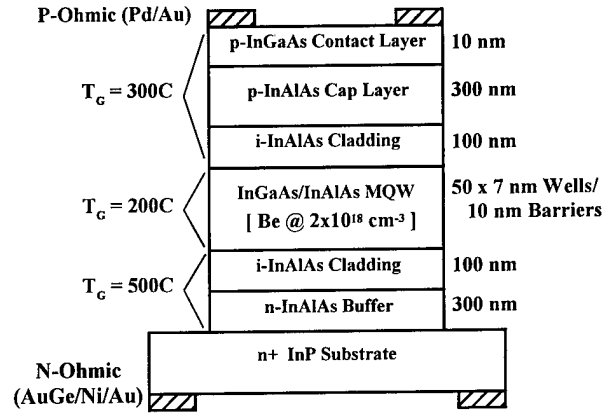 P-Ohmic (Pd/Au)
p-InGaAs Contact Layer
10 nm
T_G = 300C
p-InAlAs Cap Layer
300 nm
i-InAlAs Cladding
100 nm
T_G = 200C
InGaAs/InAlAs MQW
[ Be @ 2x10¹⁸ cm⁻³ ]
50 x 7 nm Wells/
10 nm Barriers
T_G = 500C
i-InAlAs Cladding
100 nm
n-InAlAs Buffer
300 nm
n+ InP Substrate
N-Ohmic
(AuGe/Ni/Au)